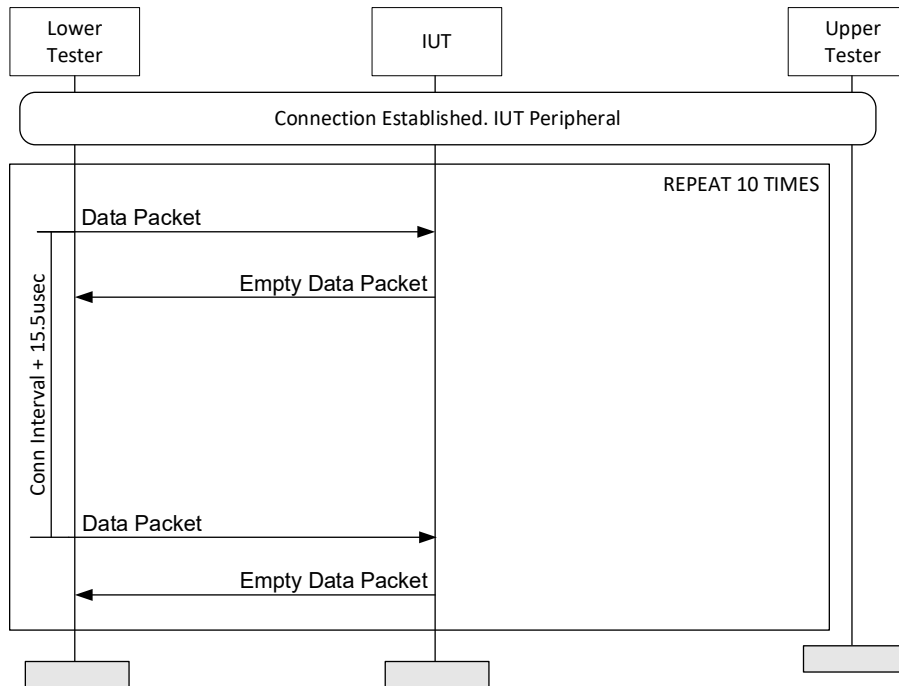 Lower
Tester
IUT
Upper
Tester
Connection Established. IUT Peripheral
REPEAT 10 TIMES
Data Packet
Empty Data Packet
Conn Interval + 15.5usec
Data Packet
Empty Data Packet